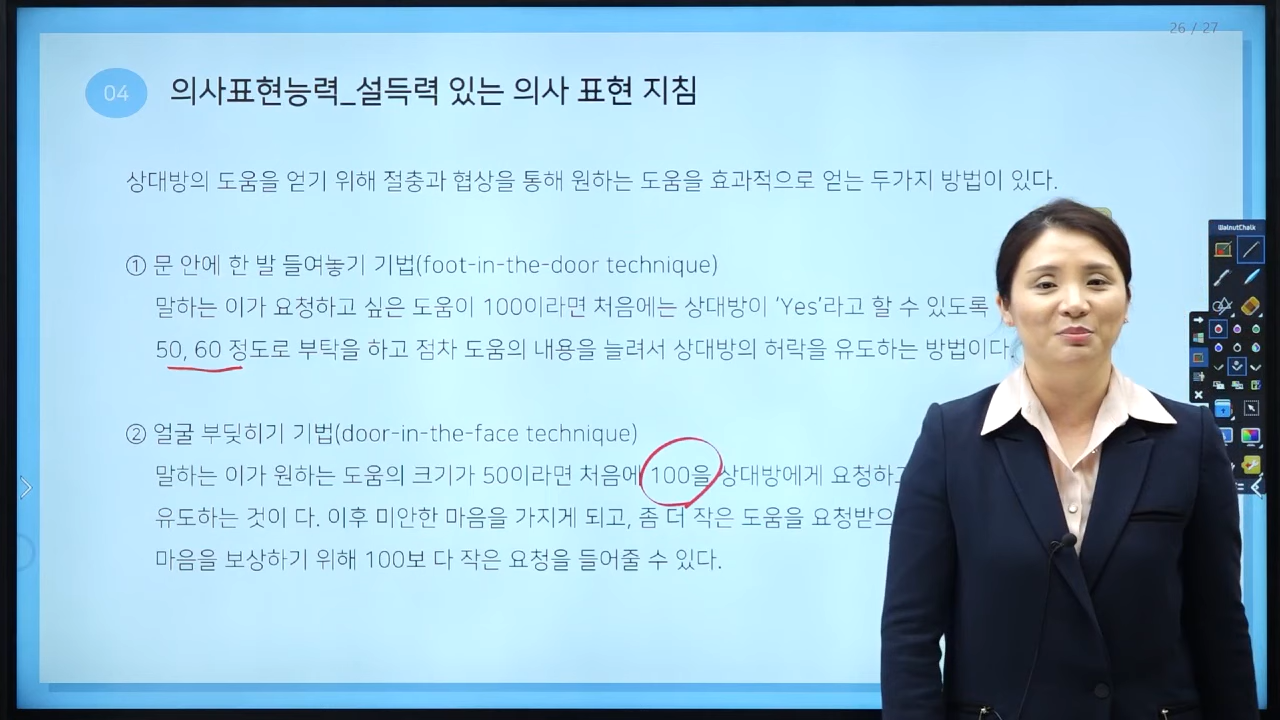 26 / 27
04 의사표현능력_설득력 있는 의사 표현 지침
상대방의 도움을 얻기 위해 절충과 협상을 통해 원하는 도움을 효과적으로 얻는 두가지 방법이 있다.
① 문 안에 한 발 들여놓기 기법(foot-in-the-door technique)
말하는 이가 요청하고 싶은 도움이 100이라면 처음에는 상대방이 ‘Yes’라고 할 수 있도록
50, 60 정도로 부탁을 하고 점차 도움의 내용을 늘려서 상대방의 허락을 유도하는 방법이다.
② 얼굴 부딪히기 기법(door-in-the-face technique)
말하는 이가 원하는 도움의 크기가 50이라면 처음에 100을 상대방에게 요청하고
유도하는 것이 다. 이후 미안한 마음을 가지게 되고, 좀 더 작은 도움을 요청받으
마음을 보상하기 위해 100보 다 작은 요청을 들어줄 수 있다.
WalnutChalk